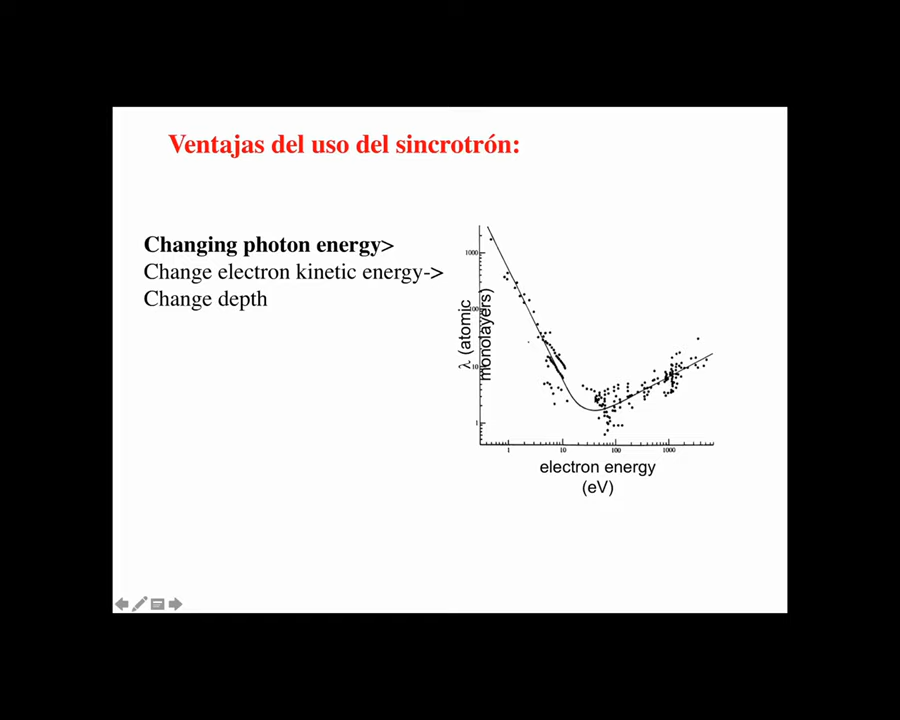 Ventajas del uso del sincrotrón:
Changing photon energy>
Change electron kinetic energy->
Change depth
λ (atomic
monolayers)
1000
100
10
1
1
10
100
1000
electron energy
(eV)